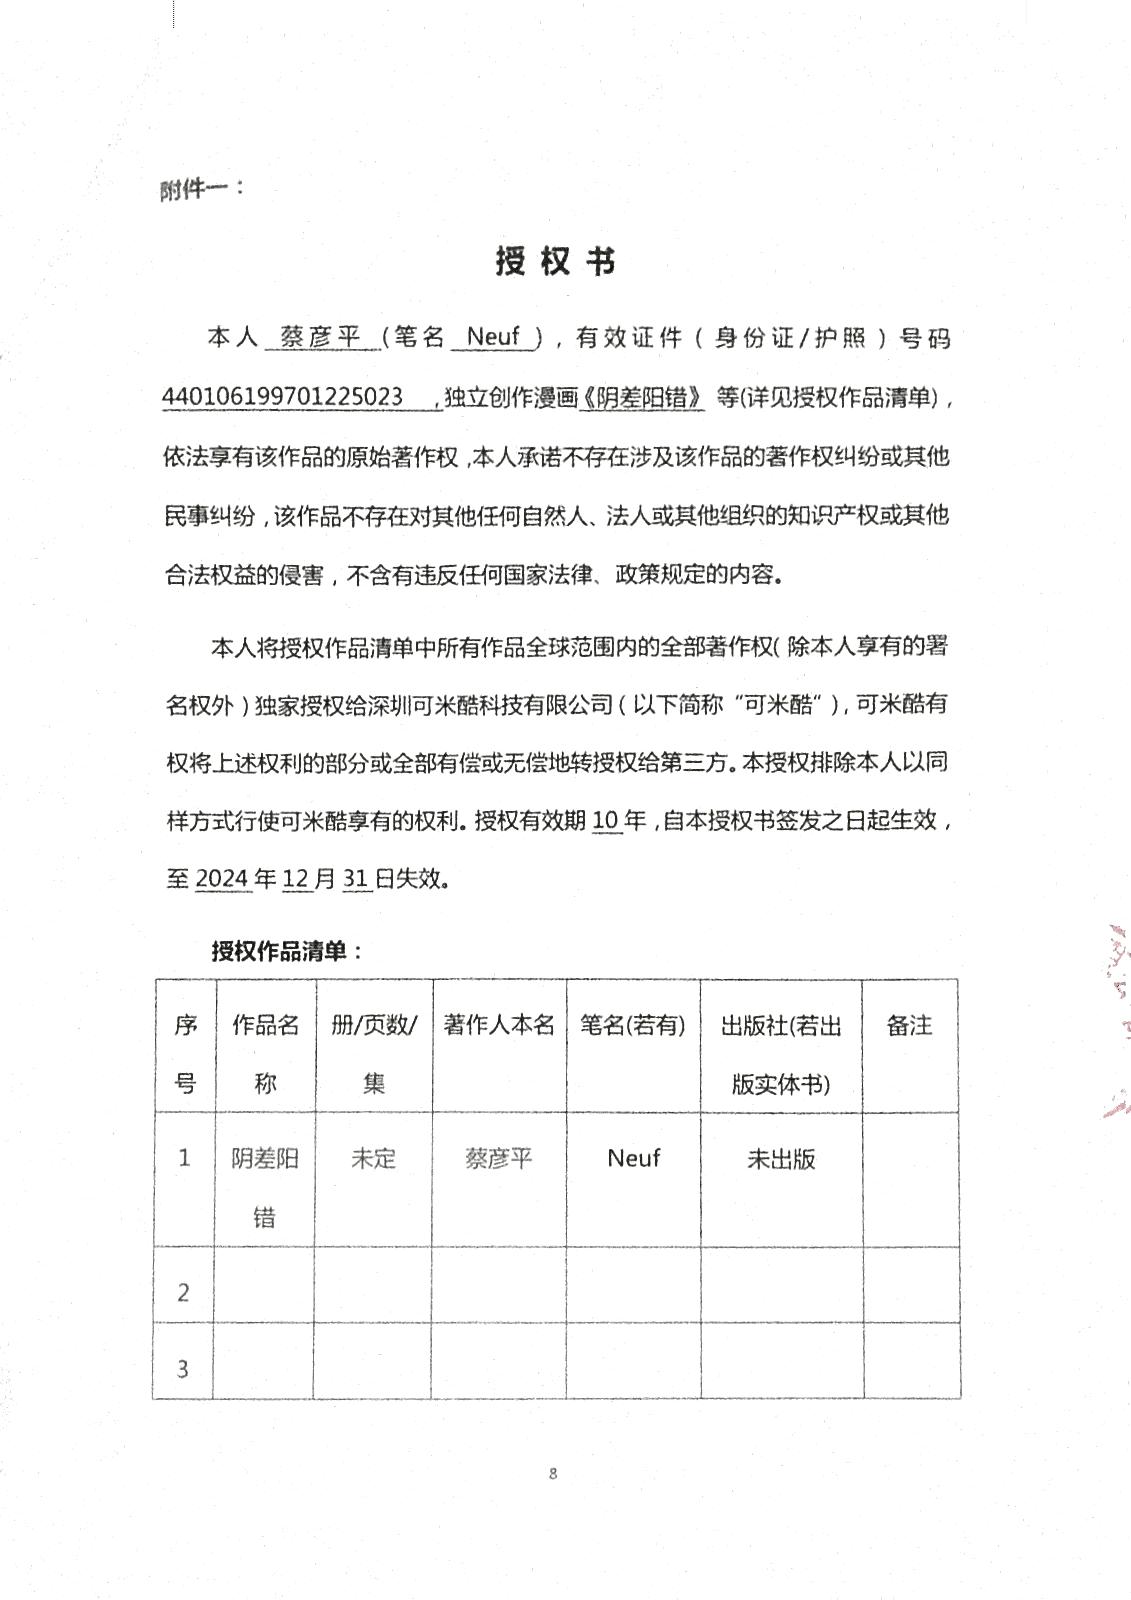 附件一：
授 权 书
本人 蔡彦平 (笔名 Neuf )，有效证件（身份证/护照）号码
440106199701225023 ,独立创作漫画《阴差阳错》 等(详见授权作品清单)，
依法享有该作品的原始著作权，本人承诺不存在涉及该作品的著作权纠纷或其他
民事纠纷，该作品不存在对其他任何自然人、法人或其他组织的知识产权或其他
合法权益的侵害，不含有违反任何国家法律、政策规定的内容。
本人将授权作品清单中所有作品全球范围内的全部著作权（除本人享有的署
名权外）独家授权给深圳可米酷科技有限公司（以下简称“可米酷”），可米酷有
权将上述权利的部分或全部有偿或无偿地转授权给第三方。本授权排除本人以同
样方式行使可米酷享有的权利。授权有效期 10 年，自本授权书签发之日起生效，
至 2024 年 12 月 31 日失效。
授权作品清单：
序号 作品名称 册/页数/集 著作人本名 笔名(若有) 出版社(若出版实体书) 备注
1 阴差阳错 未定 蔡彦平 Neuf 未出版
2
3
8